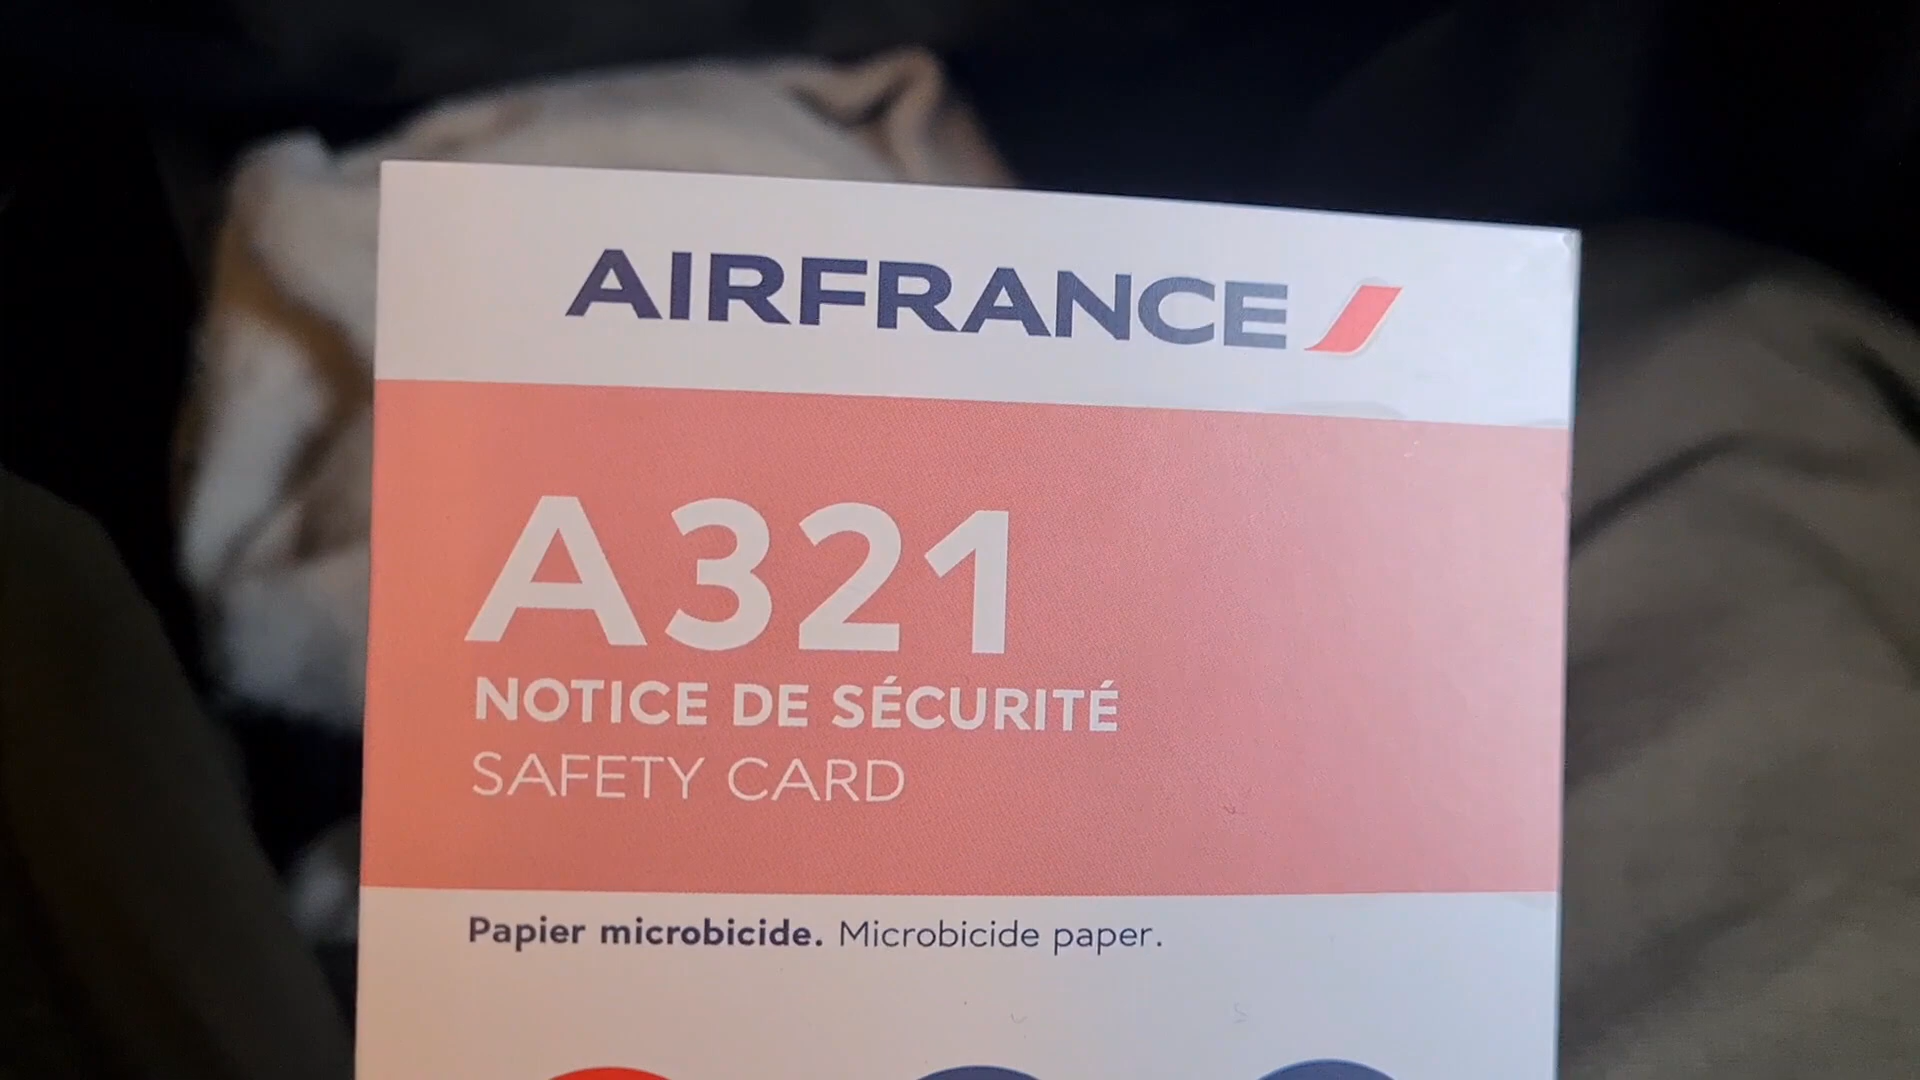 AIRFRANCE
A321
NOTICE DE SÉCURITÉ
SAFETY CARD
Papier microbicide. Microbicide paper.